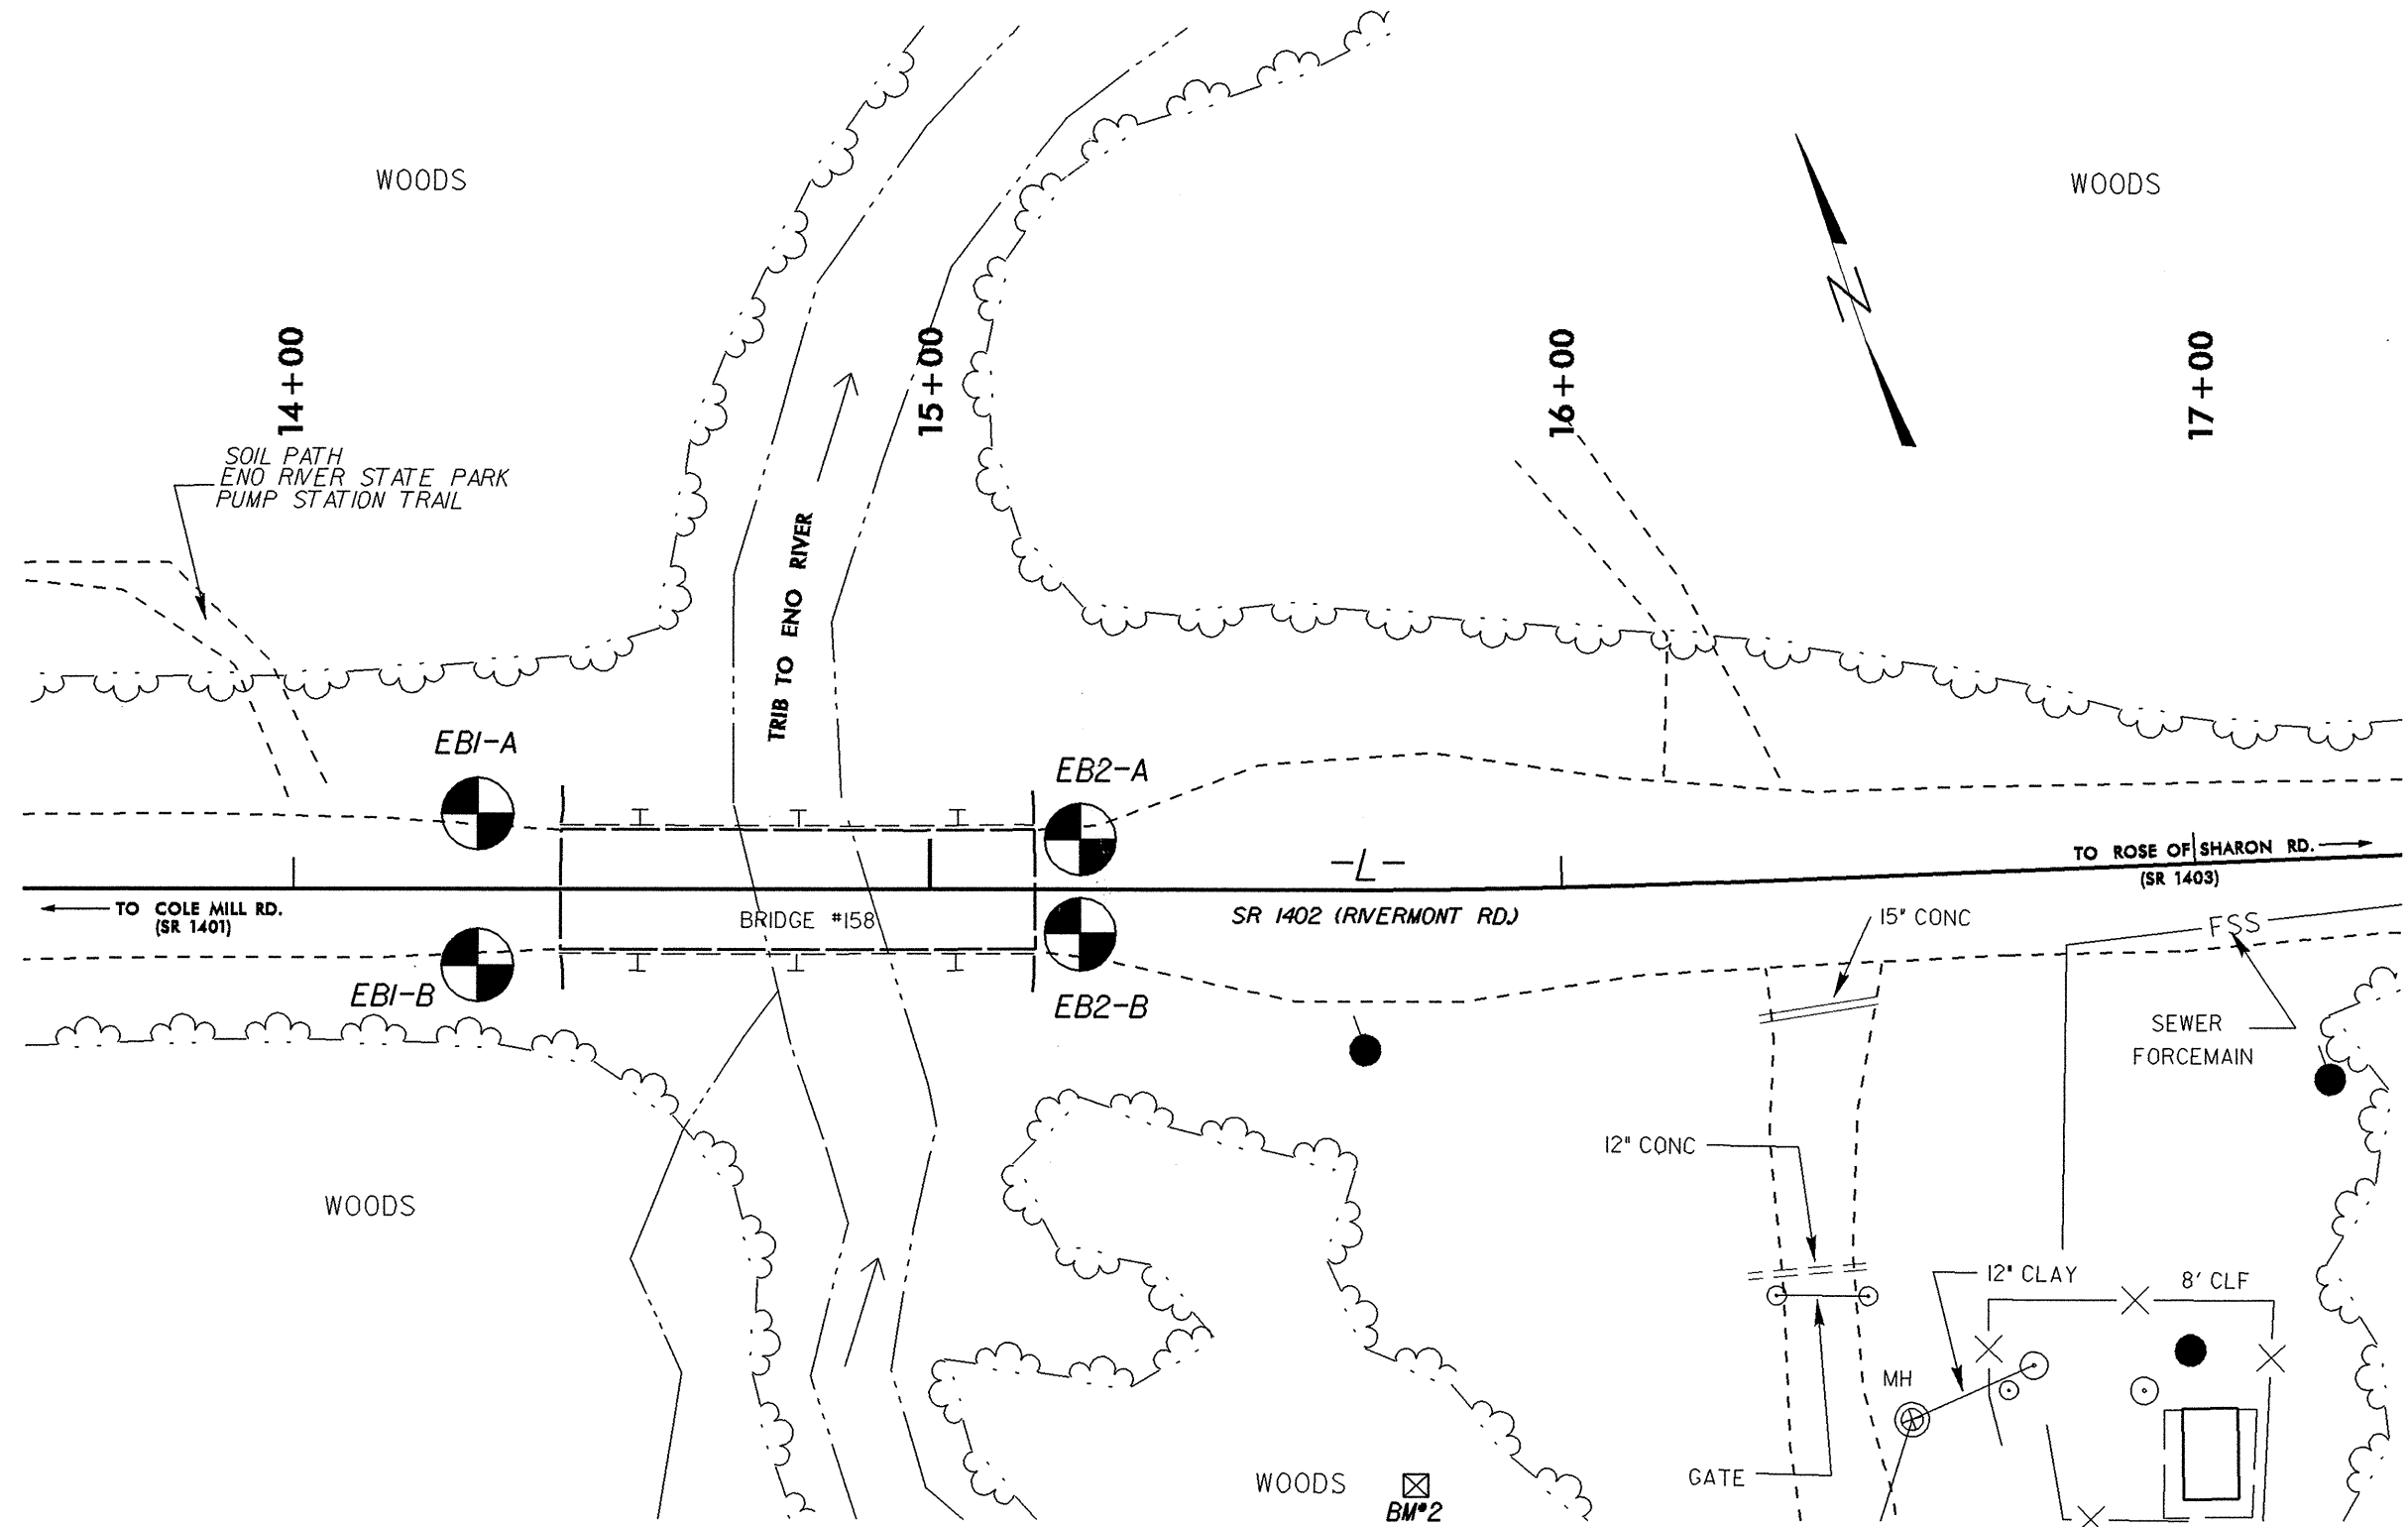 WOODS
WOODS
N
14+00
15+00
16+00
17+00
SOIL PATH
ENO RIVER STATE PARK
PUMP STATION TRAIL
TRIB TO ENO RIVER
EB1-A
EB2-A
-L-
TO ROSE OF SHARON RD.
(SR 1403)
TO COLE MILL RD.
(SR 1401)
BRIDGE #158
SR 1402 (RIVERMONT RD.)
15" CONC
FSS
EB1-B
EB2-B
SEWER
FORCEMAIN
12" CONC
WOODS
12" CLAY
8' CLF
MH
GATE
WOODS
BM#2